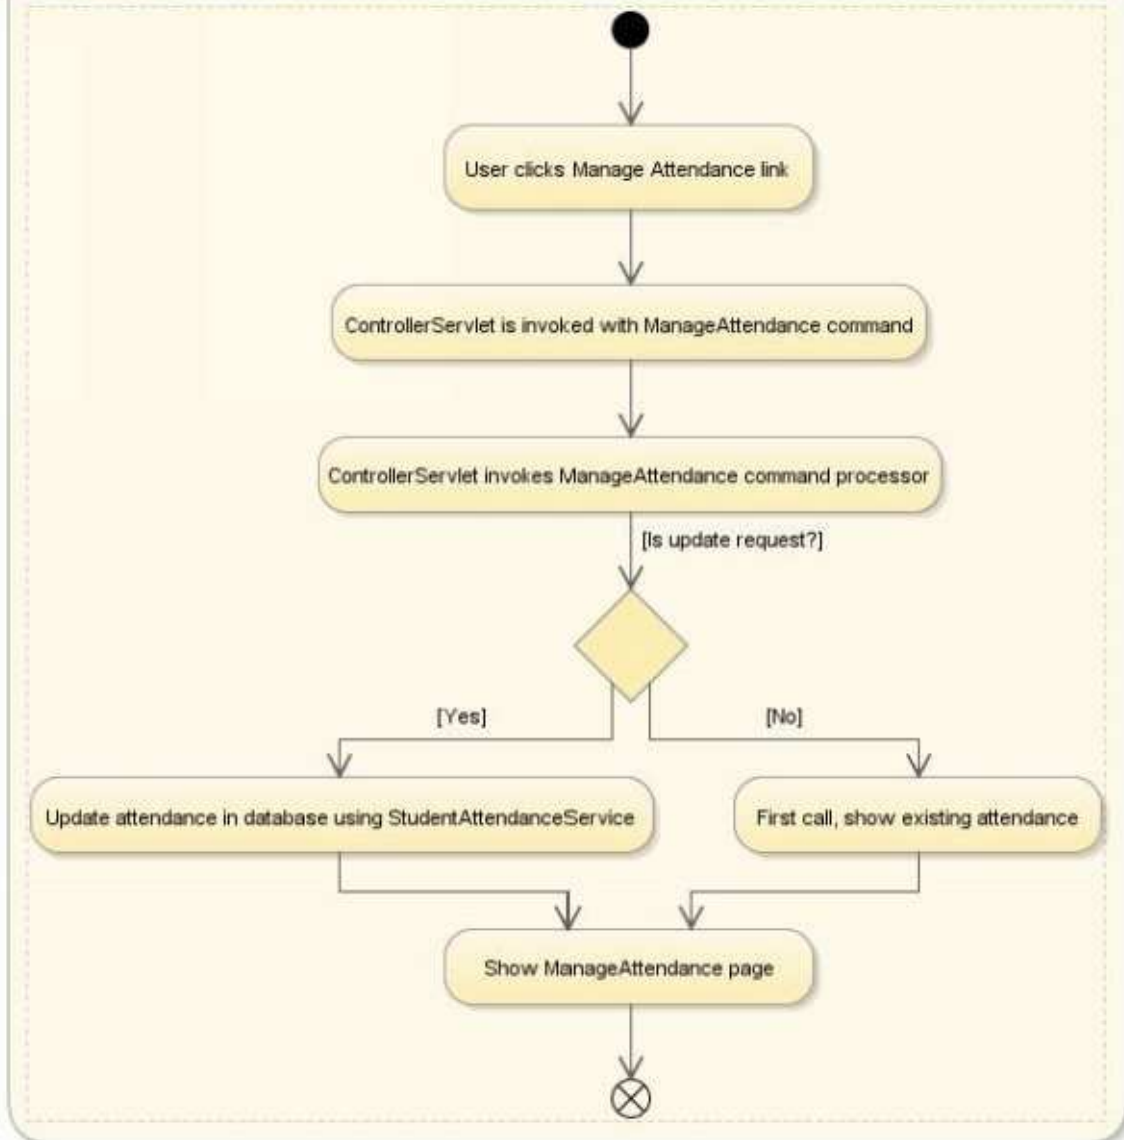 User clicks Manage Attendance link
ControllerServlet is invoked with ManageAttendance command
ControllerServlet invokes ManageAttendance command processor
[Is update request?]
[Yes]
[No]
Update attendance in database using StudentAttendanceService
First call, show existing attendance
Show ManageAttendance page